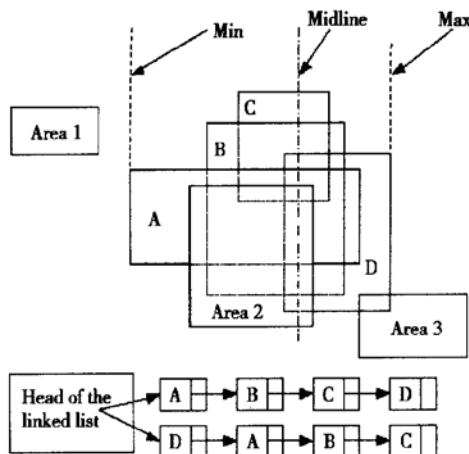 Min
Midline
Max
C
Area 1
B
A
D
Area 2
Area 3
Head of the
linked list
A B C D
D A B C